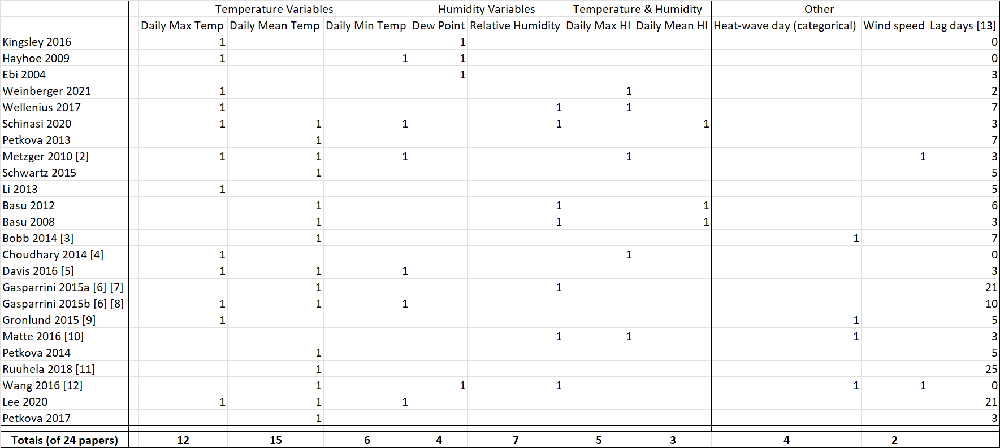 Temperature Variables Humidity Variables Temperature & Humidity Other
Daily Max Temp Daily Mean Temp Daily Min Temp Dew Point Relative Humidity Daily Max HI Daily Mean HI Heat-wave day (categorical) Wind speed Lag days [13]
Kingsley 2016 1 1 0
Hayhoe 2009 1 1 1 0
Ebi 2004 1 3
Weinberger 2021 1 1 2
Wellenius 2017 1 1 1 7
Schinasi 2020 1 1 1 1 1 3
Petkova 2013 1 7
Metzger 2010 [2] 1 1 1 1 1 3
Schwartz 2015 1 5
Li 2013 1 5
Basu 2012 1 1 1 6
Basu 2008 1 1 1 3
Bobb 2014 [3] 1 1 7
Choudhary 2014 [4] 1 1 0
Davis 2016 [5] 1 1 1 3
Gasparrini 2015a [6] [7] 1 1 21
Gasparrini 2015b [6] [8] 1 1 1 10
Gronlund 2015 [9] 1 1 5
Matte 2016 [10] 1 1 1 3
Petkova 2014 1 5
Ruuhela 2018 [11] 1 25
Wang 2016 [12] 1 1 1 1 1 0
Lee 2020 1 1 1 21
Petkova 2017 1 3
Totals (of 24 papers) 12 15 6 4 7 5 3 4 2